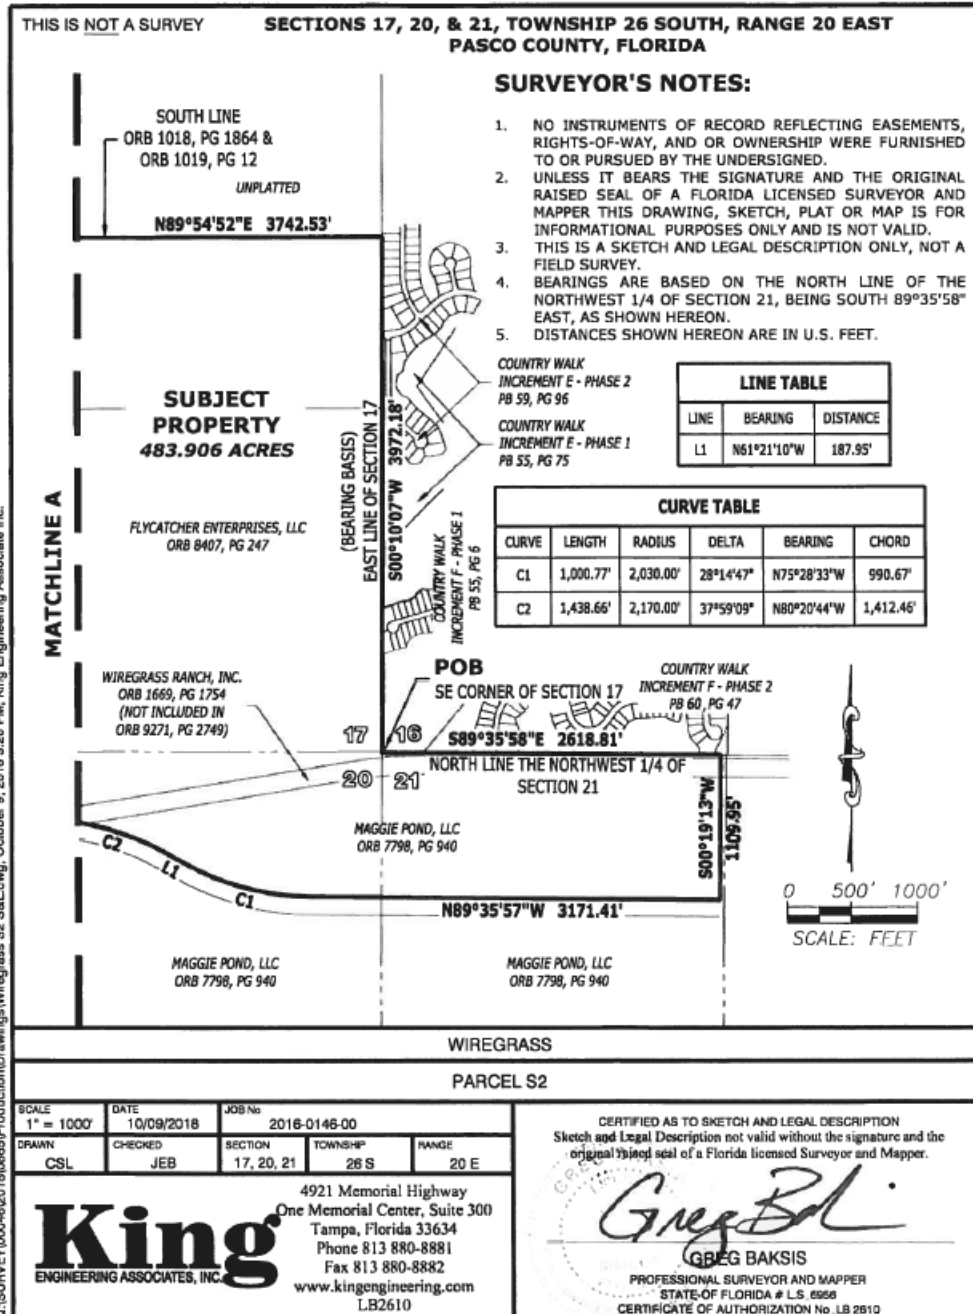 THIS IS NOT A SURVEY
SECTIONS 17, 20, & 21, TOWNSHIP 26 SOUTH, RANGE 20 EAST
PASCO COUNTY, FLORIDA
SURVEYOR'S NOTES:
1. NO INSTRUMENTS OF RECORD REFLECTING EASEMENTS,
RIGHTS-OF-WAY, AND OR OWNERSHIP WERE FURNISHED
TO OR PURSUED BY THE UNDERSIGNED.
2. UNLESS IT BEARS THE SIGNATURE AND THE ORIGINAL
RAISED SEAL OF A FLORIDA LICENSED SURVEYOR AND
MAPPER THIS DRAWING, SKETCH, PLAT OR MAP IS FOR
INFORMATIONAL PURPOSES ONLY AND IS NOT VALID.
3. THIS IS A SKETCH AND LEGAL DESCRIPTION ONLY, NOT A
FIELD SURVEY.
4. BEARINGS ARE BASED ON THE NORTH LINE OF THE
NORTHWEST 1/4 OF SECTION 21, BEING SOUTH 89°35'58"
EAST, AS SHOWN HEREON.
5. DISTANCES SHOWN HEREON ARE IN U.S. FEET.
SOUTH LINE
ORB 1018, PG 1864 &
ORB 1019, PG 12
UNPLATTED
N89°54'52"E 3742.53'
SUBJECT
PROPERTY
483.906 ACRES
FLYCATCHER ENTERPRISES, LLC
ORB 8407, PG 247
MATCHLINE A
(BEARING BASIS)
EAST LINE OF SECTION 17
S00°10'07"W 3972.18'
COUNTRY WALK
INCREMENT E - PHASE 2
PB 59, PG 96
COUNTRY WALK
INCREMENT E - PHASE 1
PB 55, PG 75
COUNTRY WALK
INCREMENT F - PHASE 1
PB 55, PG 6
LINE TABLE
LINE BEARING DISTANCE
L1 N61°21'10"W 187.95'
CURVE TABLE
CURVE LENGTH RADIUS DELTA BEARING CHORD
C1 1,000.77' 2,030.00' 28°14'47" N75°28'33"W 990.67'
C2 1,438.66' 2,170.00' 37°59'09" N80°20'44"W 1,412.46'
WIREGRASS RANCH, INC.
ORB 1669, PG 1754
(NOT INCLUDED IN
ORB 9271, PG 2749)
POB
SE CORNER OF SECTION 17
COUNTRY WALK
INCREMENT F - PHASE 2
PB 60, PG 47
17 16
20 21
S89°35'58"E 2618.81'
NORTH LINE THE NORTHWEST 1/4 OF
SECTION 21
S00°19'13"W
1109.95'
MAGGIE POND, LLC
ORB 7798, PG 940
C2
L1
C1
N89°35'57"W 3171.41'
0 500' 1000'
SCALE: FEET
MAGGIE POND, LLC
ORB 7798, PG 940
MAGGIE POND, LLC
ORB 7798, PG 940
WIREGRASS
PARCEL S2
SCALE
1" = 1000'
DATE
10/09/2018
JOB No
2016-0146-00
DRAWN
CSL
CHECKED
JEB
SECTION
17, 20, 21
TOWNSHIP
26 S
RANGE
20 E
King
ENGINEERING ASSOCIATES, INC.
4921 Memorial Highway
One Memorial Center, Suite 300
Tampa, Florida 33634
Phone 813 880-8881
Fax 813 880-8882
www.kingengineering.com
LB2610
CERTIFIED AS TO SKETCH AND LEGAL DESCRIPTION
Sketch and Legal Description not valid without the signature and the
original raised seal of a Florida licensed Surveyor and Mapper.
GREG BAKSIS
PROFESSIONAL SURVEYOR AND MAPPER
STATE OF FLORIDA # L.S. 6956
CERTIFICATE OF AUTHORIZATION No. LB 2610